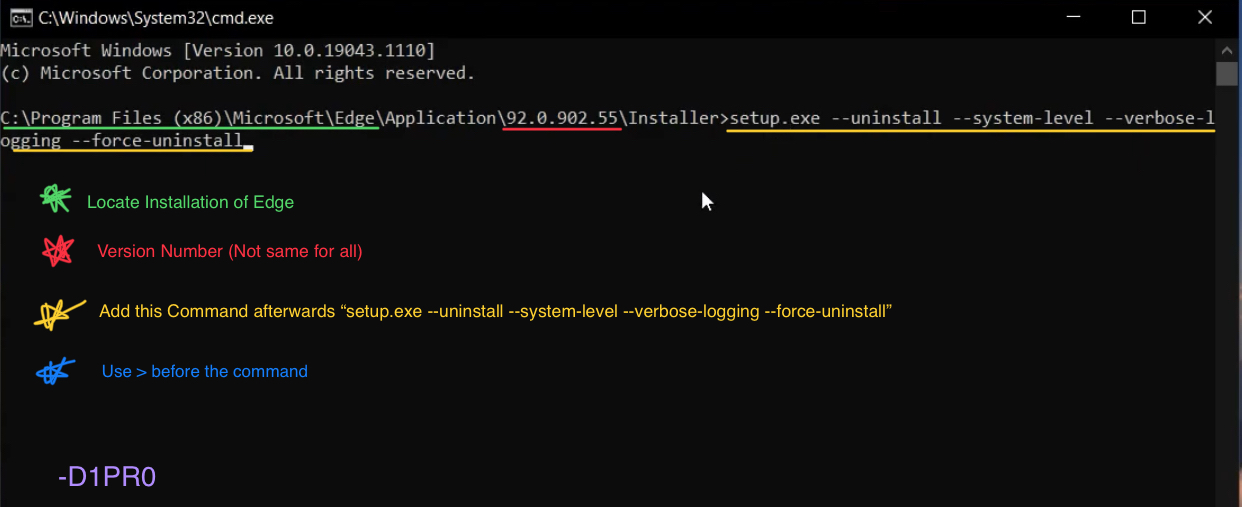 C:\Windows\System32\cmd.exe
Microsoft Windows [Version 10.0.19043.1110]
(c) Microsoft Corporation. All rights reserved.
C:\Program Files (x86)\Microsoft\Edge\Application\92.0.902.55\Installer>setup.exe --uninstall --system-level --verbose-l
ogging --force-uninstall
Locate Installation of Edge
Version Number (Not same for all)
Add this Command afterwards “setup.exe --uninstall --system-level --verbose-logging --force-uninstall”
Use > before the command
-D1PR0